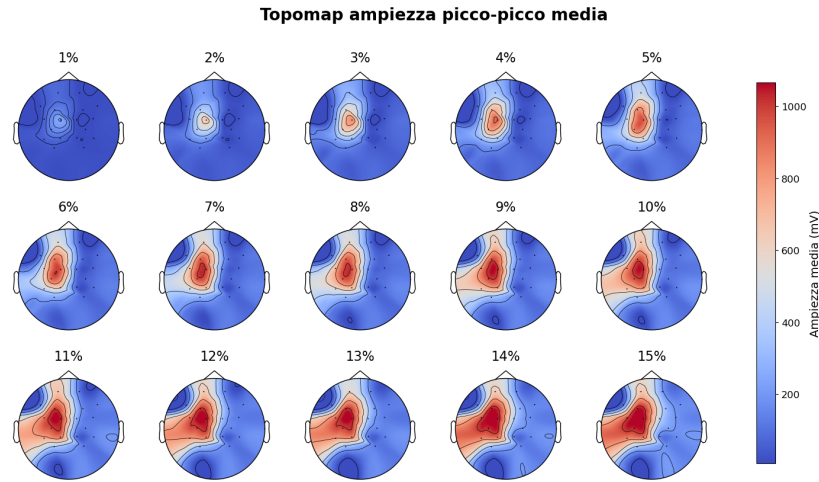 Topomap ampiezza picco-picco media
1% 2% 3% 4% 5%
6% 7% 8% 9% 10%
11% 12% 13% 14% 15%
1000
800
600
400
200
Ampiezza media (mV)